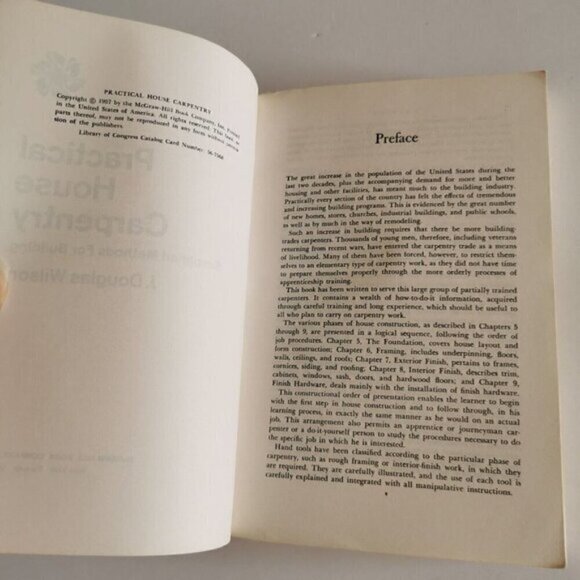 PRACTICAL HOUSE CARPENTRY
Copyright © 1957 by the McGraw-Hill Book Company, Inc. Printed
in the United States of America. All rights reserved. This book, or
parts thereof, may not be reproduced in any form without permis-
sion of the publishers.
Library of Congress Catalog Card Number:
Practical
House
Carpentry
J. Douglas Wilson
Preface
The great increase in the population of the United States during the
last two decades, plus the accompanying demand for more and better
housing and other facilities, has meant much to the building industry.
Practically every section of the country has felt the effects of tremendous
and increasing building programs. This is evidenced by the great number
of new homes, stores, churches, industrial buildings, and public schools,
as well as by much in the way of remodeling.
Such an increase in building requires that there be more building-
trades carpenters. Thousands of young men, therefore, including veterans
returning from recent wars, have entered the carpentry trade as a means
of livelihood. Many of them have been forced, however, to restrict them-
selves to an elementary type of carpentry work, as they did not have time
to prepare themselves properly through the more orderly processes of
apprenticeship training.
This book has been written to serve this large group of partially trained
carpenters. It contains a wealth of how-to-do-it information, acquired
through careful training and long experience, which should be useful to
all who plan to carry on carpentry work.
The various phases of house construction, as described in Chapters 5
through 9, are presented in a logical sequence, following the order of
job procedures. Chapter 5, The Foundation, covers house layout and
form construction; Chapter 6, Framing, includes underpinning, floors,
walls, ceilings, and roofs; Chapter 7, Exterior Finish, pertains to frames,
cornices, siding, and roofing; Chapter 8, Interior Finish, describes trim,
cabinets, windows, sash, doors, and hardwood floors; and Chapter 9,
Finish Hardware, deals mainly with the installation of finish hardware.
This constructional order of presentation enables the learner to begin
with the first step in house construction and to follow through, in his
learning process, in exactly the same manner as he would on an actual
job. This arrangement also permits an apprentice or journeyman car-
penter or a do-it-yourself person to study the procedures necessary to do
the specific job in which he is interested.
Hand tools have been classified according to the particular phase of
carpentry, such as rough framing or interior-finish work, in which they
are required. They are carefully illustrated, and the use of each tool is
carefully explained and integrated with all manipulative instructions.